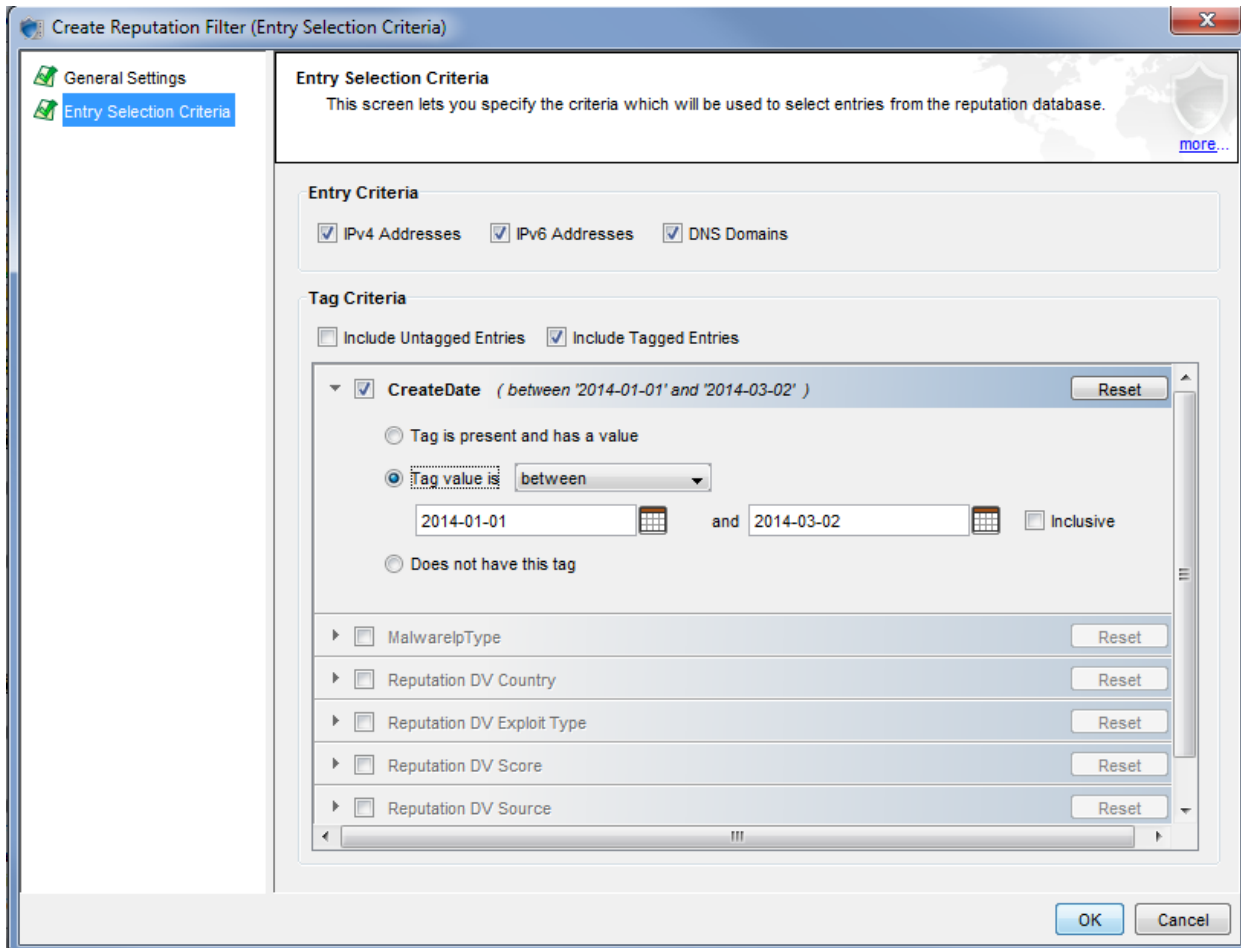 Create Reputation Filter (Entry Selection Criteria)
General Settings
Entry Selection Criteria
Entry Selection Criteria
This screen lets you specify the criteria which will be used to select entries from the reputation database.
more...
Entry Criteria
IPv4 Addresses IPv6 Addresses DNS Domains
Tag Criteria
Include Untagged Entries Include Tagged Entries
CreateDate ( between '2014-01-01' and '2014-03-02' ) Reset
Tag is present and has a value
Tag value is between
2014-01-01 and 2014-03-02 Inclusive
Does not have this tag
MalwareIpType Reset
Reputation DV Country Reset
Reputation DV Exploit Type Reset
Reputation DV Score Reset
Reputation DV Source Reset
OK Cancel